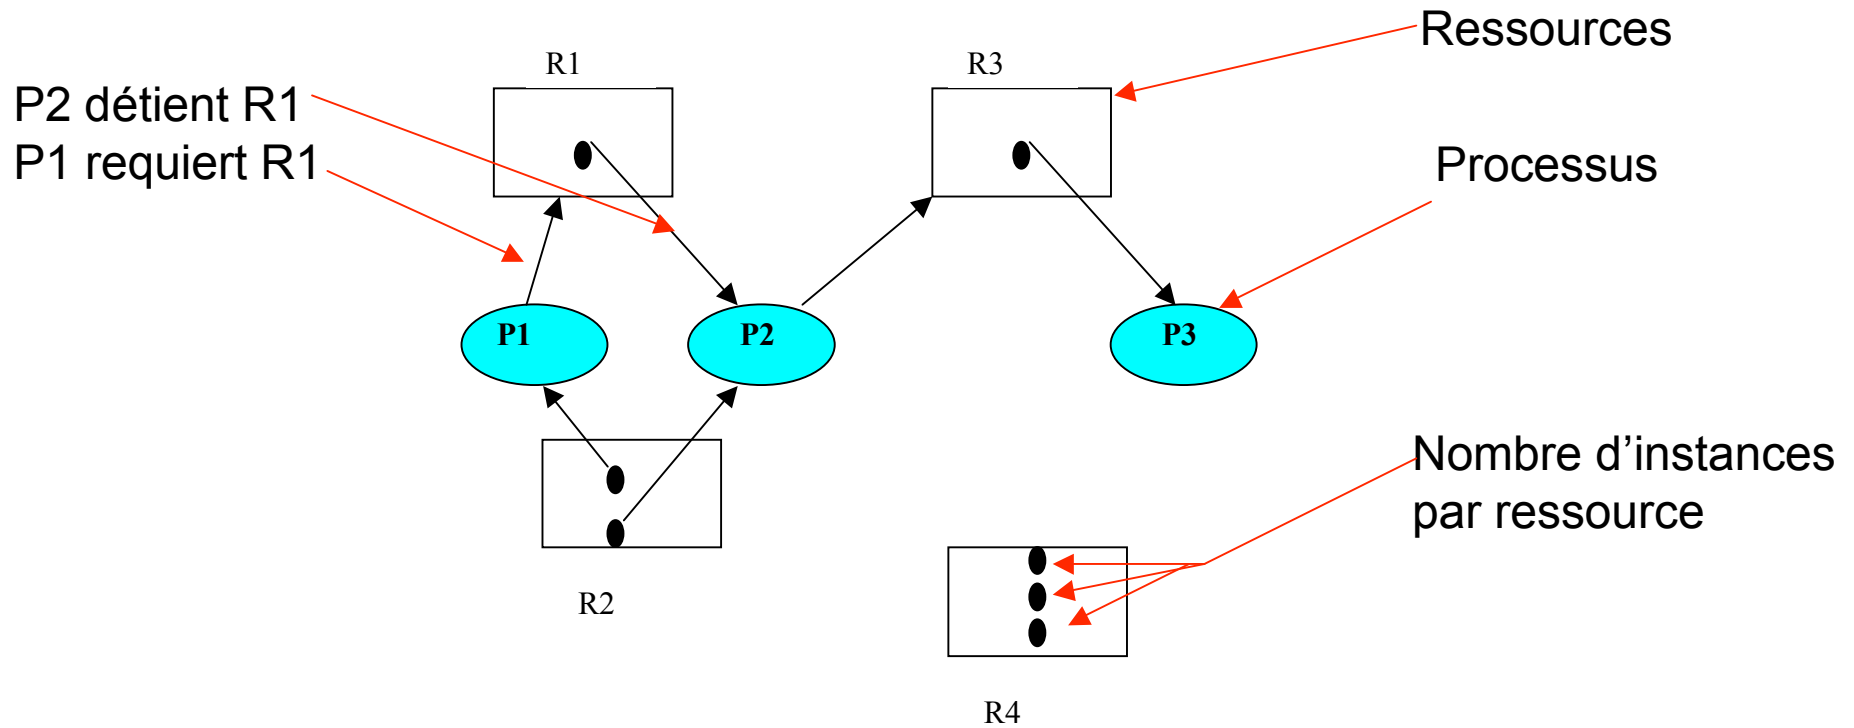 Ressources
R1
R3
P2 détient R1
P1 requiert R1
Processus
P1
P2
P3
Nombre d’instances
par ressource
R2
R4